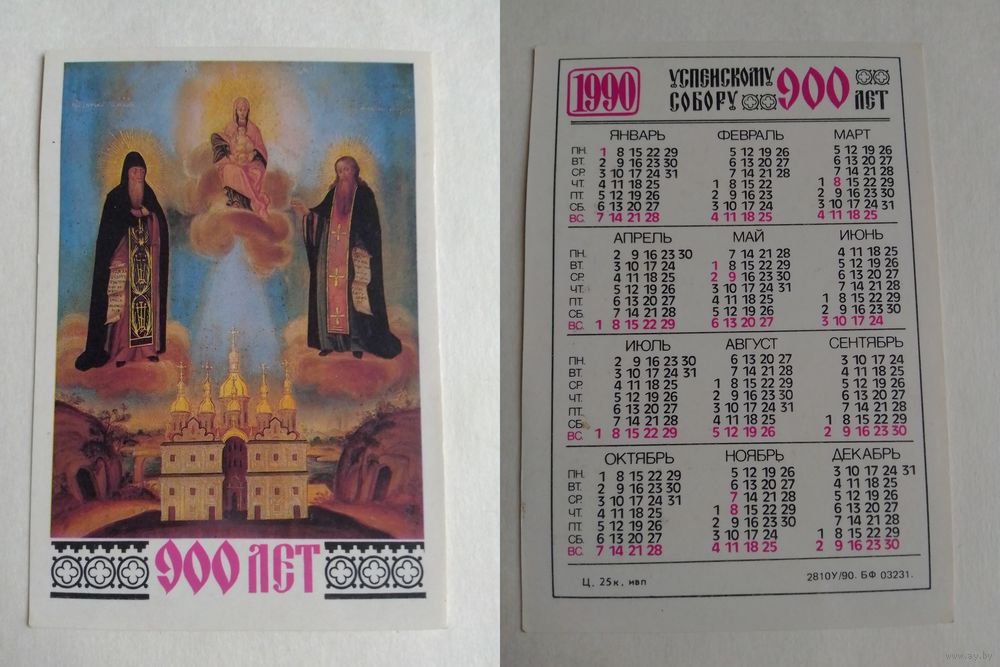 900 ЛЕТ
1990 УСПЕНСКОМУ СОБОРУ 900 ЛЕТ
ЯНВАРЬ ФЕВРАЛЬ МАРТ
ПН. 1 8 15 22 29 5 12 19 26 5 12 19 26
ВТ. 2 9 16 23 30 6 13 20 27 6 13 20 27
СР. 3 10 17 24 31 7 14 21 28 7 14 21 28
ЧТ. 4 11 18 25 1 8 15 22 1 8 15 22 29
ПТ. 5 12 19 26 2 9 16 23 2 9 16 23 30
СБ. 6 13 20 27 3 10 17 24 3 10 17 24 31
ВС. 7 14 21 28 4 11 18 25 4 11 18 25
АПРЕЛЬ МАЙ ИЮНЬ
ПН. 2 9 16 23 30 7 14 21 28 4 11 18 25
ВТ. 3 10 17 24 1 8 15 22 29 5 12 19 26
СР. 4 11 18 25 2 9 16 23 30 6 13 20 27
ЧТ. 5 12 19 26 3 10 17 24 31 7 14 21 28
ПТ. 6 13 20 27 4 11 18 25 1 8 15 22 29
СБ. 7 14 21 28 5 12 19 26 2 9 16 23 30
ВС. 1 8 15 22 29 6 13 20 27 3 10 17 24
ИЮЛЬ АВГУСТ СЕНТЯБРЬ
ПН. 2 9 16 23 30 6 13 20 27 3 10 17 24
ВТ. 3 10 17 24 31 7 14 21 28 4 11 18 25
СР. 4 11 18 25 1 8 15 22 29 5 12 19 26
ЧТ. 5 12 19 26 2 9 16 23 30 6 13 20 27
ПТ. 6 13 20 27 3 10 17 24 31 7 14 21 28
СБ. 7 14 21 28 4 11 18 25 1 8 15 22 29
ВС. 1 8 15 22 29 5 12 19 26 2 9 16 23 30
ОКТЯБРЬ НОЯБРЬ ДЕКАБРЬ
ПН. 1 8 15 22 29 5 12 19 26 3 10 17 24 31
ВТ. 2 9 16 23 30 6 13 20 27 4 11 18 25
СР. 3 10 17 24 31 7 14 21 28 5 12 19 26
ЧТ. 4 11 18 25 1 8 15 22 29 6 13 20 27
ПТ. 5 12 19 26 2 9 16 23 30 7 14 21 28
СБ. 6 13 20 27 3 10 17 24 1 8 15 22 29
ВС. 7 14 21 28 4 11 18 25 2 9 16 23 30
Ц. 25к. мвп 2810У/90. БФ 03231.
www.ay.by